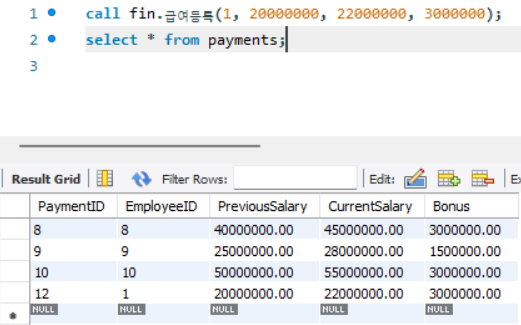 1 call fin.급여등록(1, 20000000, 22000000, 3000000);
2 select * from payments;
3
Result Grid Filter Rows: Edit: Ex
PaymentID EmployeeID PreviousSalary CurrentSalary Bonus
8 8 40000000.00 45000000.00 3000000.00
9 9 25000000.00 28000000.00 1500000.00
10 10 50000000.00 55000000.00 3000000.00
12 1 20000000.00 22000000.00 3000000.00
* NULL NULL NULL NULL NULL